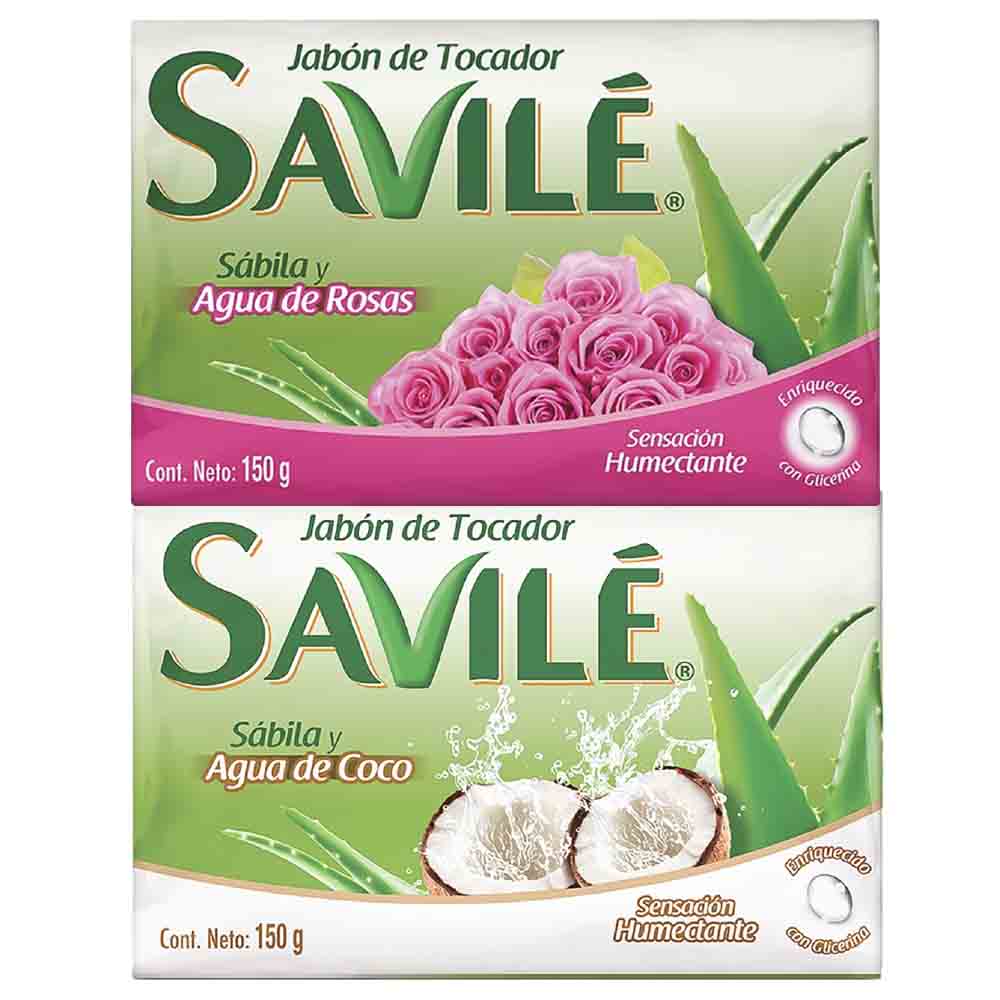 Jabón de Tocador
SAVILÉ®
Sábila y
Agua de Rosas
Enriquecido
con Glicerina
Sensación
Humectante
Cont. Neto: 150 g
Jabón de Tocador
SAVILÉ®
Sábila y
Agua de Coco
Enriquecido
con Glicerina
Sensación
Humectante
Cont. Neto: 150 g